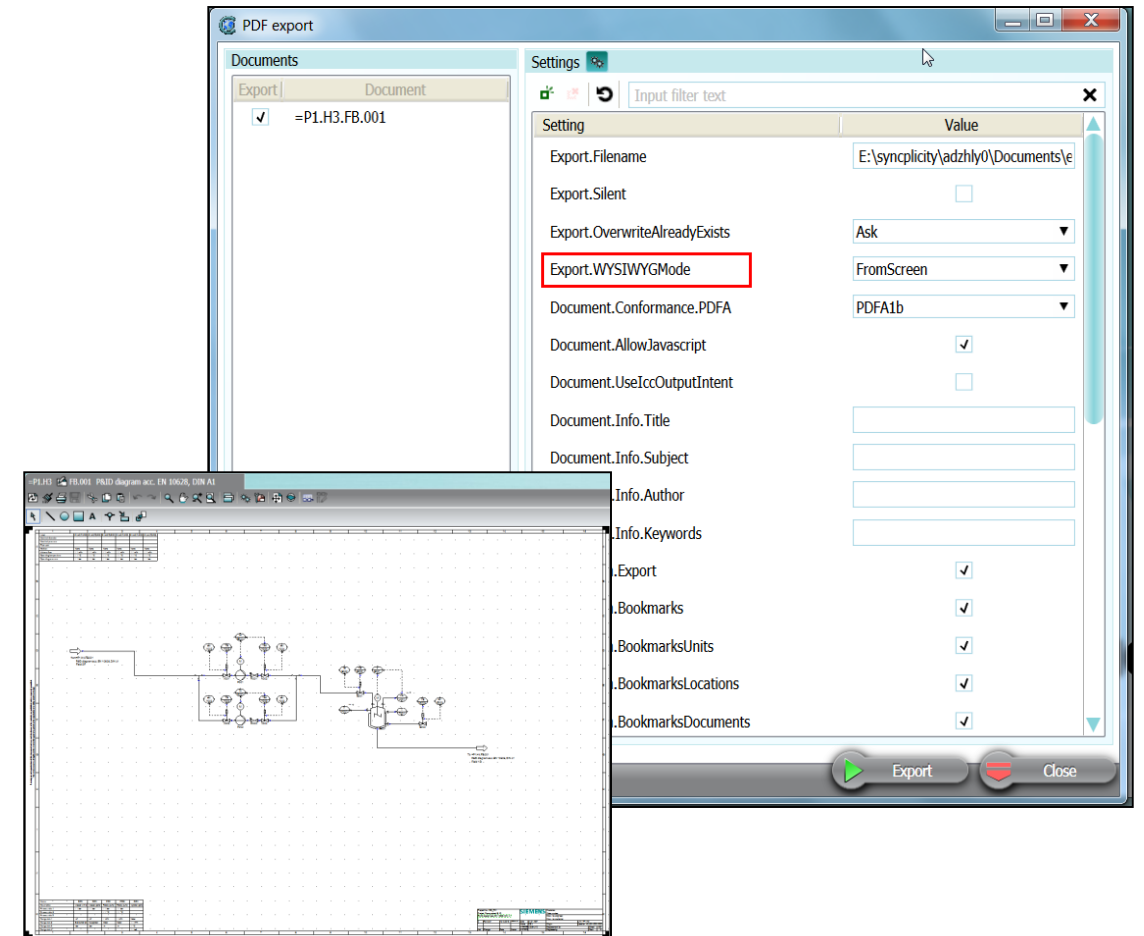 PDF export
Documents
Export Document
=P1.H3.FB.001
Settings
Input filter text
Setting Value
Export.Filename E:\syncplicity\adzhly0\Documents\e
Export.Silent
Export.OverwriteAlreadyExists Ask
Export.WYSIWYGMode FromScreen
Document.Conformance.PDFA PDFA1b
Document.AllowJavascript
Document.UseIccOutputIntent
Document.Info.Title
Document.Info.Subject
.Info.Author
.Info.Keywords
.Export
.Bookmarks
.BookmarksUnits
.BookmarksLocations
.BookmarksDocuments
Export Close
=P1.H3 FB.001 P&ID diagram acc. EN 10628, DIN A1
A
SIEMENS